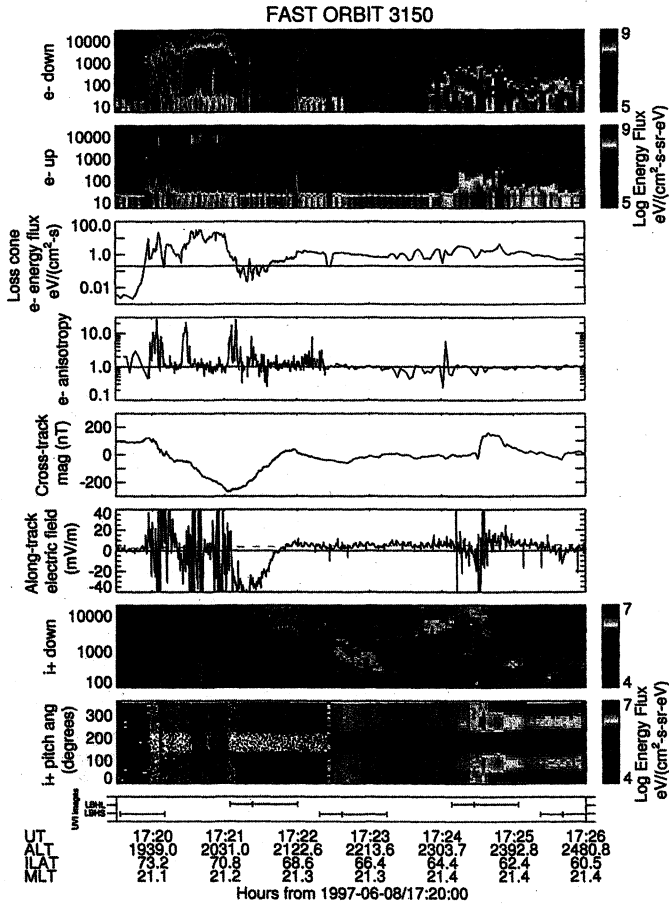 FAST ORBIT 3150
e- down
10000
1000
100
10
9
5
e- up
10000
1000
100
10
9
5
Log Energy Flux
eV/(cm²-s-sr-eV)
Loss cone
e- energy flux
eV/(cm²-s)
100.0
1.0
0.01
e- anisotropy
10.0
1.0
0.1
Cross-track
mag (nT)
200
0
-200
Along-track
electric field
(mV/m)
40
20
0
-20
-40
i+ down
10000
1000
100
7
4
i+ pitch ang
(degrees)
300
200
100
0
7
4
Log Energy Flux
eV/(cm²-s-sr-eV)
UVI images
LBHL
LBHS
UT 17:20 17:21 17:22 17:23 17:24 17:25 17:26
ALT 1939.0 2031.0 2122.6 2213.6 2303.7 2392.8 2480.8
ILAT 73.2 70.8 68.6 66.4 64.4 62.4 60.5
MLT 21.1 21.2 21.3 21.3 21.4 21.4 21.4
Hours from 1997-06-08/17:20:00